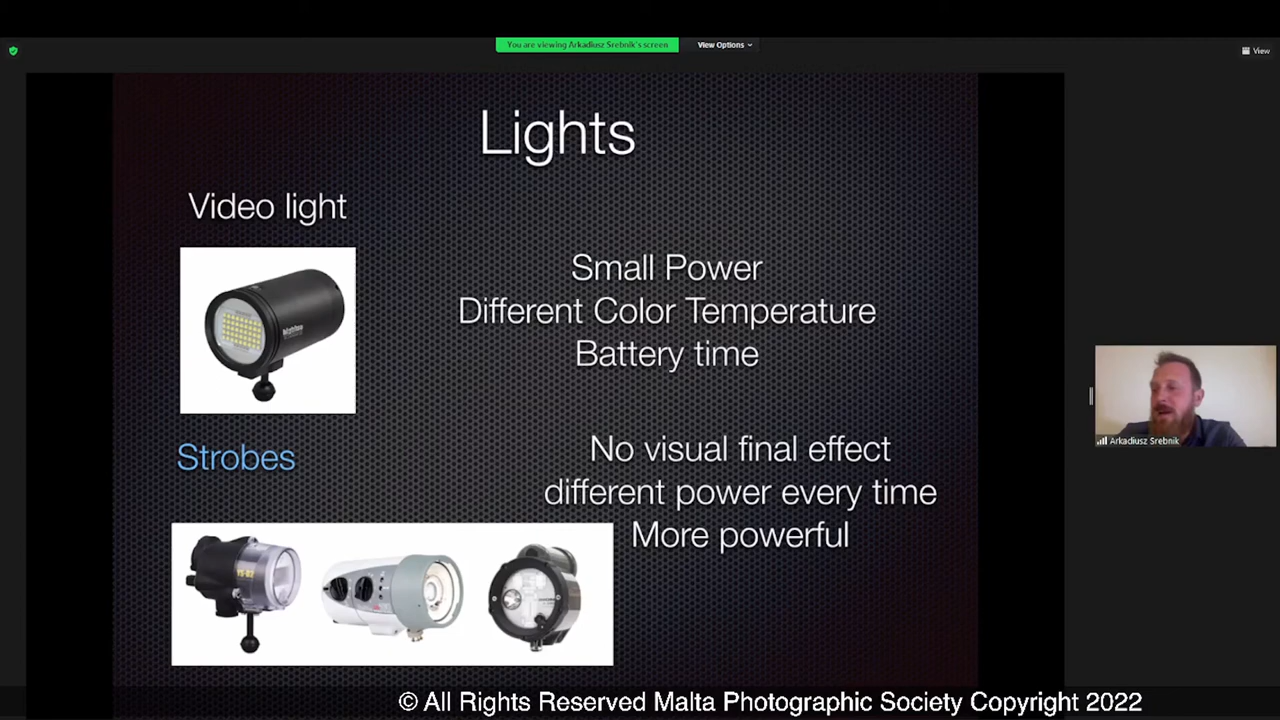 You are viewing Arkadiusz Srebnik's screen
View Options
View
Lights
Video light
Small Power
Different Color Temperature
Battery time
Strobes
No visual final effect
different power every time
More powerful
Arkadiusz Srebnik
© All Rights Reserved Malta Photographic Society Copyright 2022